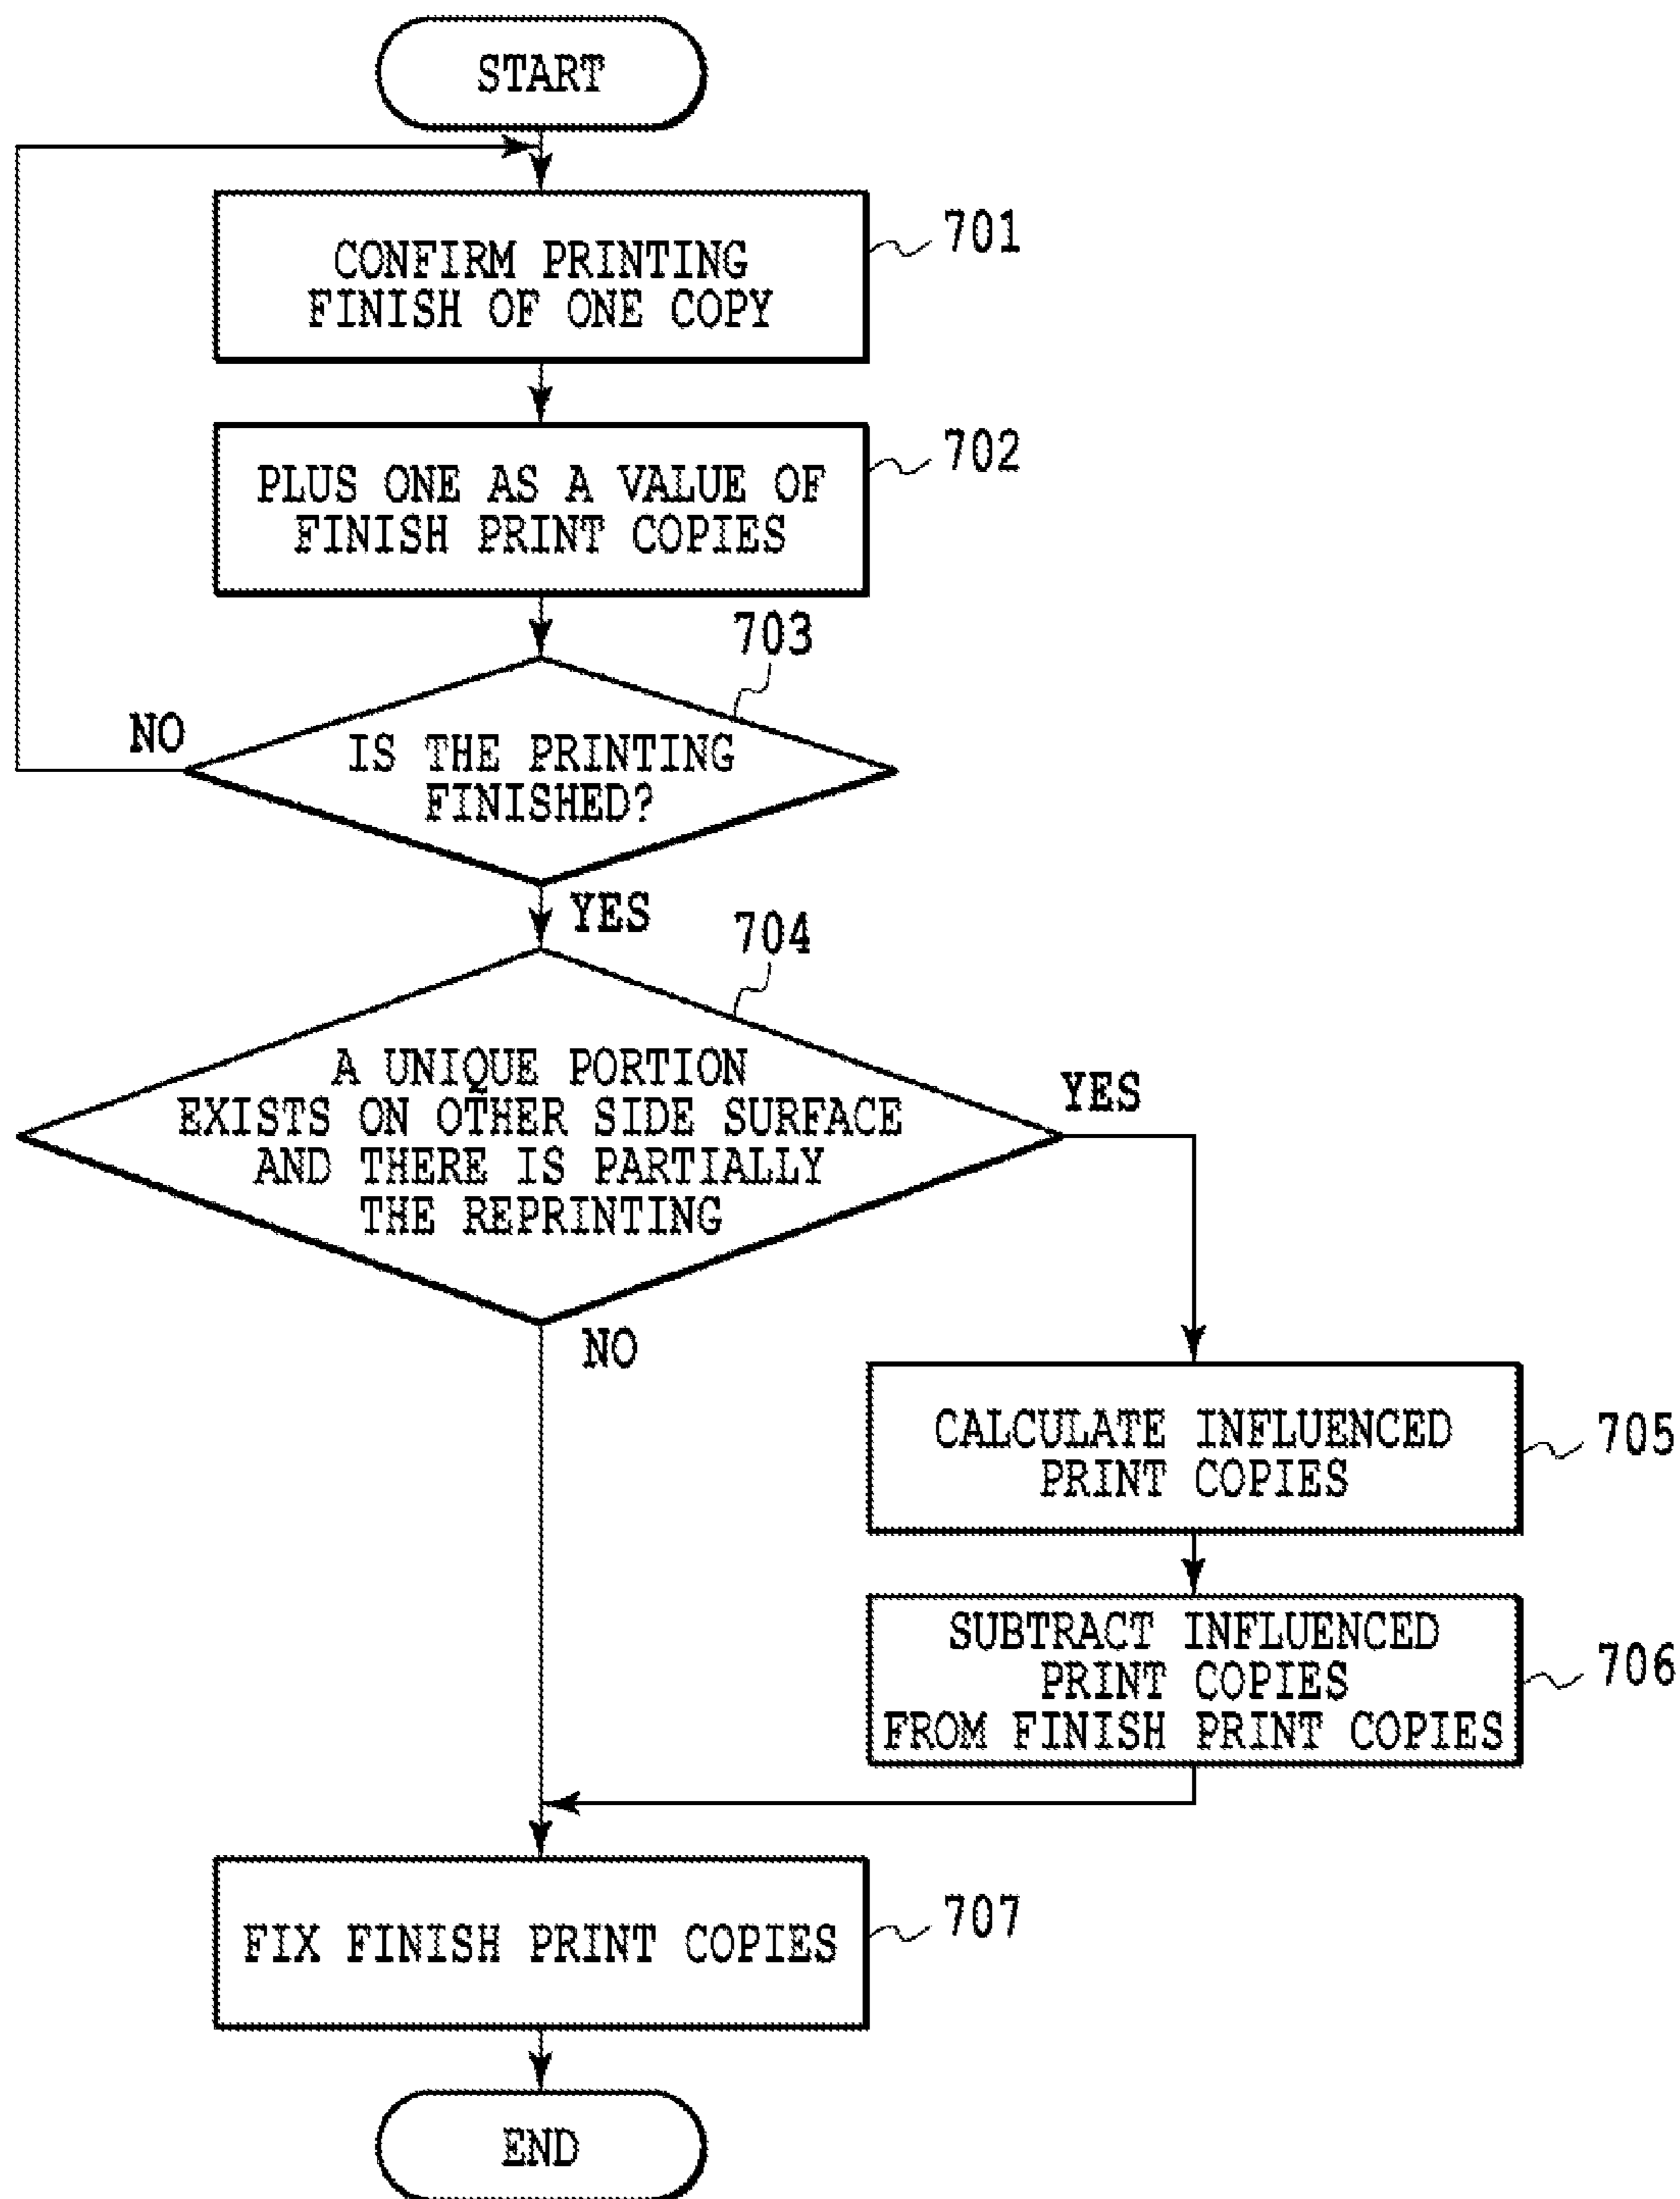 START
CONFIRM PRINTING
FINISH OF ONE COPY
701
PLUS ONE AS A VALUE OF
FINISH PRINT COPIES
702
703
NO
IS THE PRINTING
FINISHED?
YES
704
A UNIQUE PORTION
EXISTS ON OTHER SIDE SURFACE
AND THERE IS PARTIALLY
THE REPRINTING
YES
NO
CALCULATE INFLUENCED
PRINT COPIES
705
SUBTRACT INFLUENCED
PRINT COPIES
FROM FINISH PRINT COPIES
706
FIX FINISH PRINT COPIES
707
END